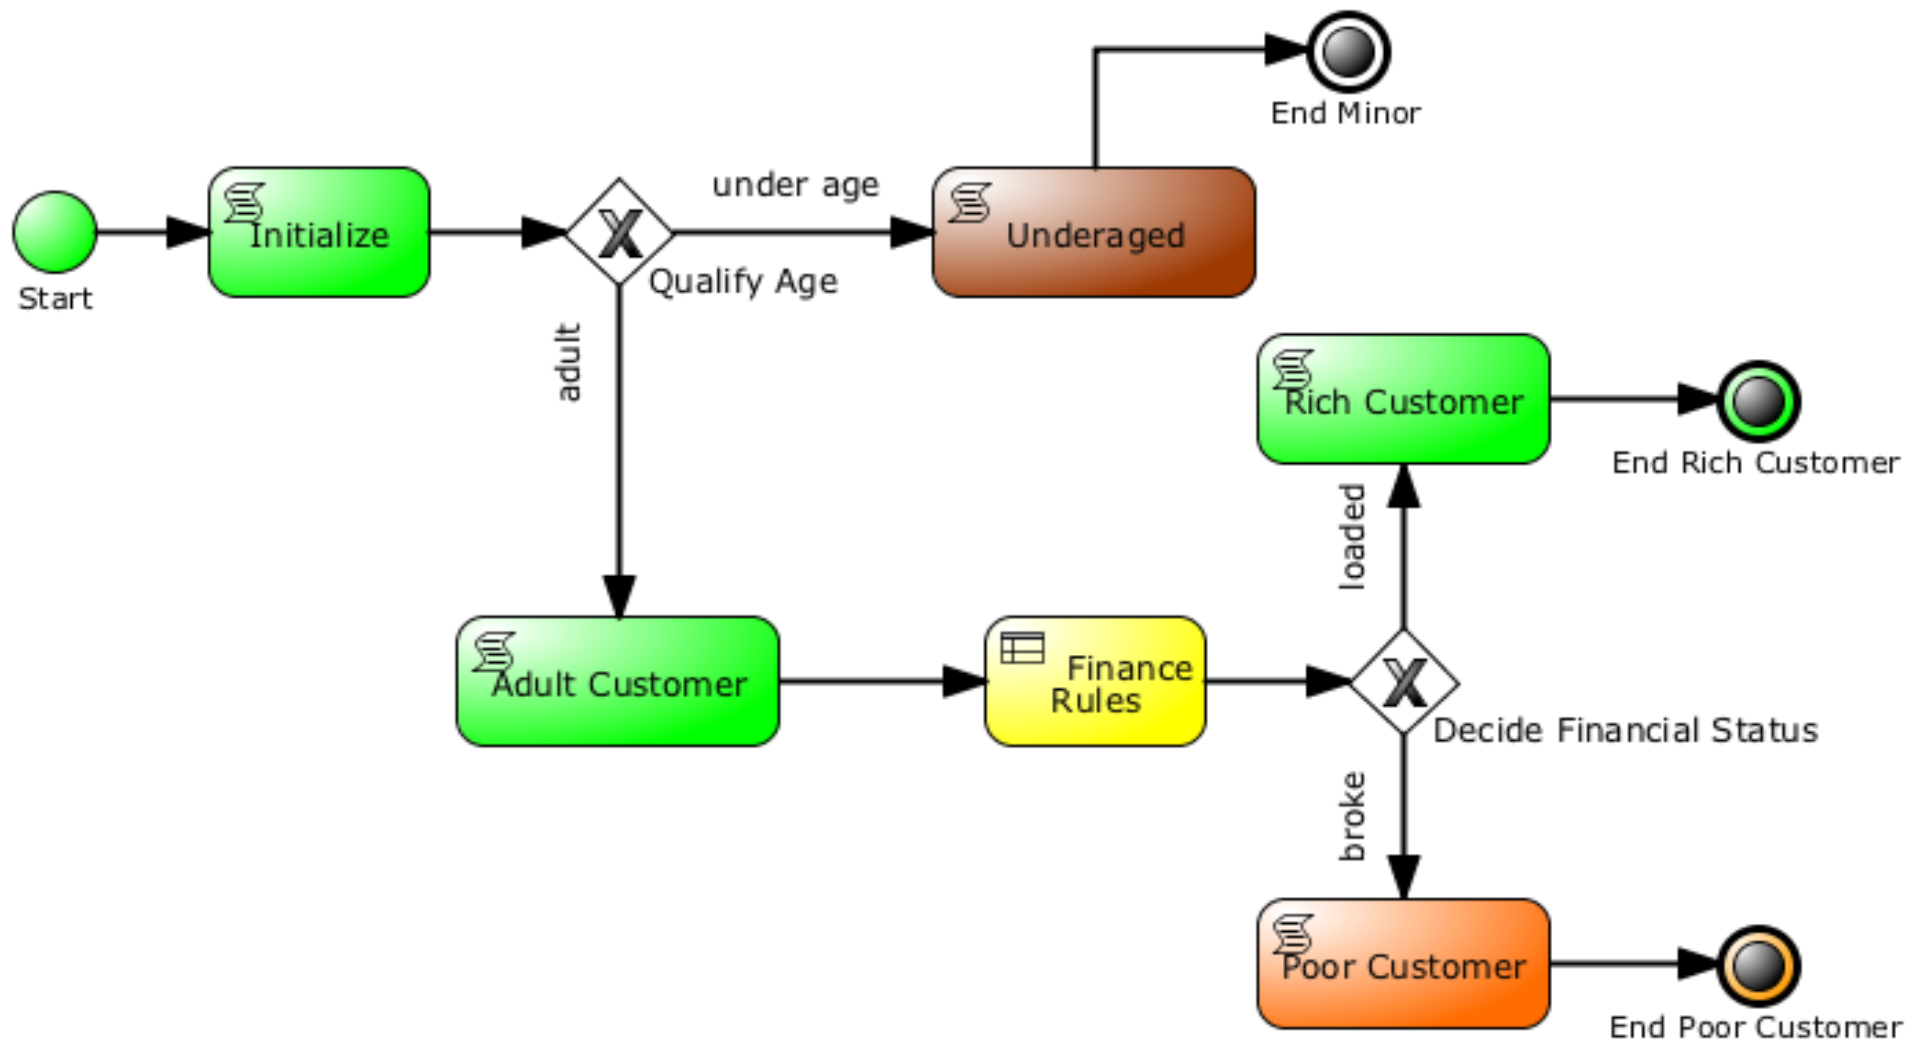 End Minor
under age
Initialize
Underaged
Start
Qualify Age
adult
Rich Customer
End Rich Customer
loaded
Adult Customer
Finance
Rules
Decide Financial Status
broke
Poor Customer
End Poor Customer